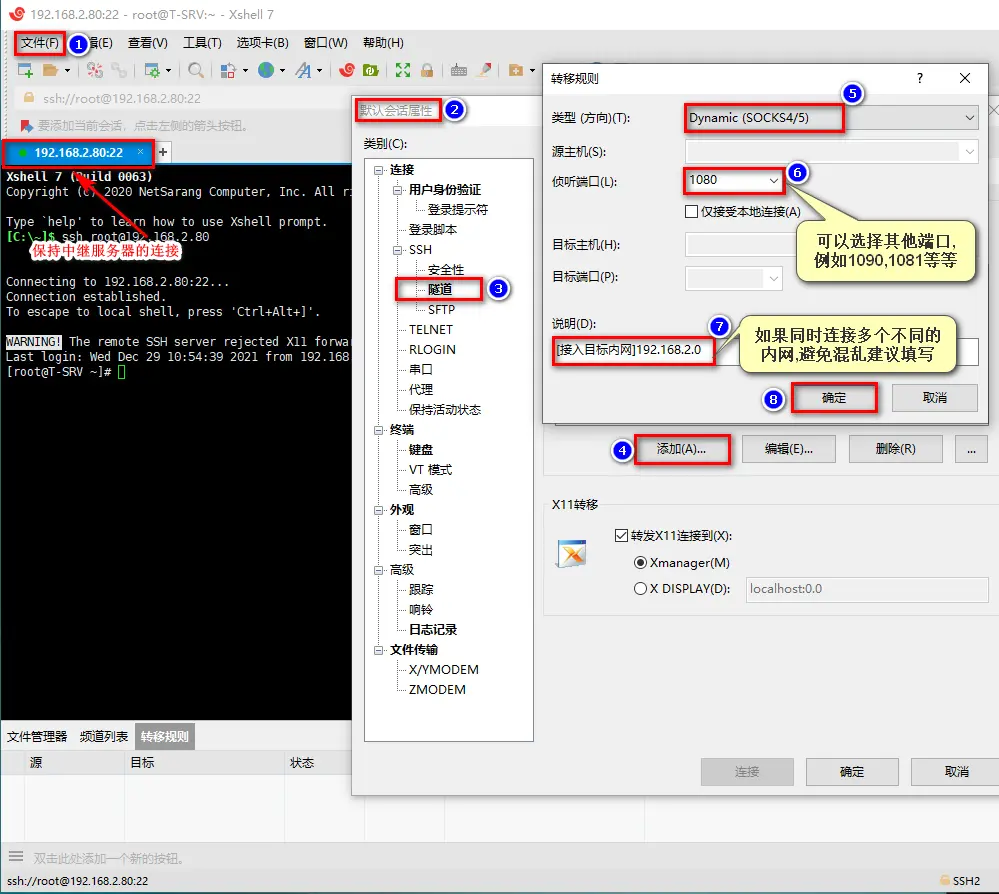 192.168.2.80:22 - root@T-SRV:~ - Xshell 7
文件(F) 1 辑(E) 查看(V) 工具(T) 选项卡(B) 窗口(W) 帮助(H)
ssh://root@192.168.2.80:22
要添加当前会话，点击左侧的箭头按钮。
192.168.2.80:22 × +
Xshell 7 (Build 0063)
Copyright (c) 2020 NetSarang Computer, Inc. All ri
Type `help' to learn how to use Xshell prompt.
[C:\~]$ ssh root@192.168.2.80
保持中继服务器的连接
Connecting to 192.168.2.80:22...
Connection established.
To escape to local shell, press 'Ctrl+Alt+]'.
WARNING! The remote SSH server rejected X11 forwa
Last login: Wed Dec 29 10:54:39 2021 from 192.168
[root@T-SRV ~]#
默认会话属性 2
类别(C):
连接
用户身份验证
登录提示符
登录脚本
SSH
安全性
隧道 3
SFTP
TELNET
RLOGIN
串口
代理
保持活动状态
终端
键盘
VT 模式
高级
外观
窗口
突出
高级
跟踪
响铃
日志记录
文件传输
X/YMODEM
ZMODEM
转移规则 ? ×
5
类型 (方向)(T): Dynamic (SOCKS4/5)
源主机(S):
侦听端口(L): 1080 6
仅接受本地连接(A)
可以选择其他端口,
例如1090,1081等等
目标主机(H):
目标端口(P):
说明(D): 7
[接入目标内网]192.168.2.0
如果同时连接多个不同的
内网,避免混乱建议填写
8 确定 取消
4 添加(A)... 编辑(E)... 删除(R) ...
X11转移
转发X11连接到(X):
Xmanager(M)
X DISPLAY(D): localhost:0.0
连接 确定 取消
文件管理器 频道列表 转移规则
源 目标 状态
双击此处添加一个新的按钮。
ssh://root@192.168.2.80:22 SSH2